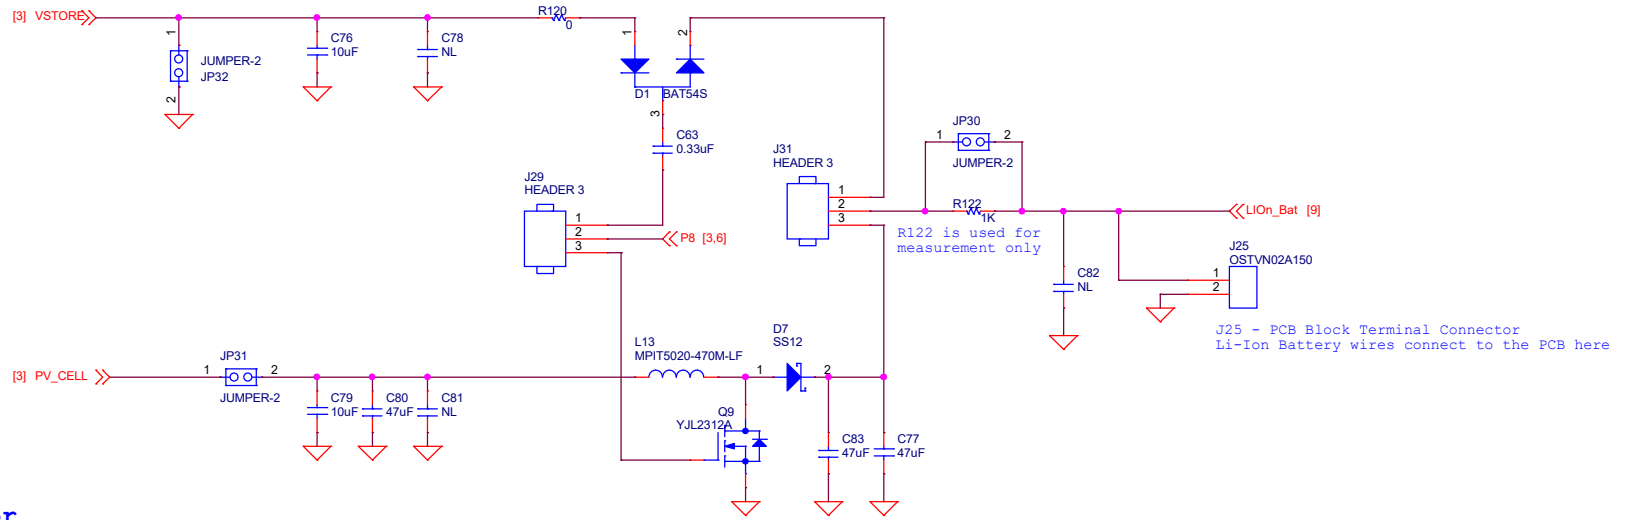 [3] VSTORE
R120
0
1
2
C76
10uF
C78
NL
1
JUMPER-2
JP32
2
D1 BAT54S
3
C63
0.33uF
JP30
1 2
JUMPER-2
J31
HEADER 3
1
2
3
J29
HEADER 3
1
2
3
P8 [3,6]
R122
1K
R122 is used for
measurement only
LIOn_Bat [9]
J25
OSTVN02A150
1
2
C82
NL
J25 - PCB Block Terminal Connector
Li-Ion Battery wires connect to the PCB here
[3] PV_CELL
JP31
1 2
JUMPER-2
L13
MPIT5020-470M-LF
D7
SS12
1 2
C79
10uF
C80
47uF
C81
NL
Q9
YJL2312A
C83
47uF
C77
47uF